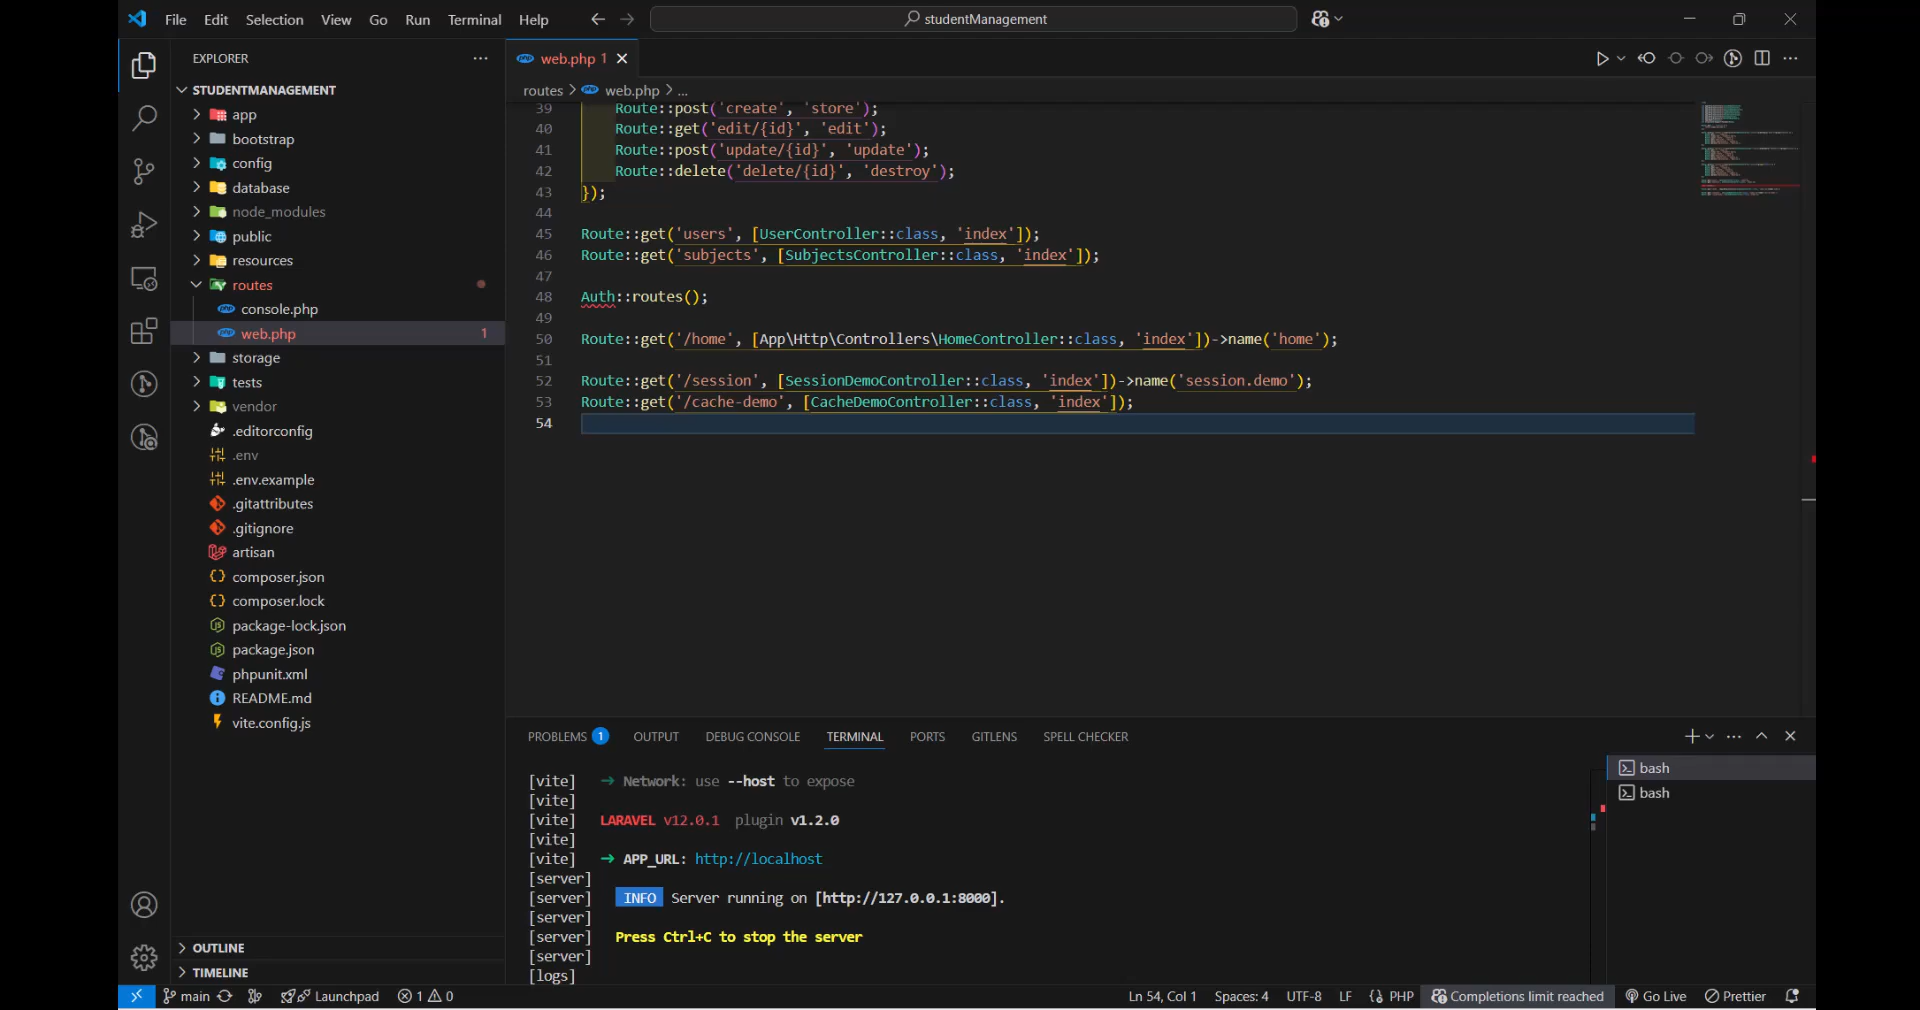 File Edit Selection View Go Run Terminal Help
studentManagement
EXPLORER
STUDENTMANAGEMENT
app
bootstrap
config
database
node_modules
public
resources
routes
console.php
web.php 1
storage
tests
vendor
.editorconfig
.env
.env.example
.gitattributes
.gitignore
artisan
composer.json
composer.lock
package-lock.json
package.json
phpunit.xml
README.md
vite.config.js
OUTLINE
TIMELINE
web.php 1
routes > web.php > ...
39 Route::post('create', 'store');
40 Route::get('edit/{id}', 'edit');
41 Route::post('update/{id}', 'update');
42 Route::delete('delete/{id}', 'destroy');
43 });
44
45 Route::get('users', [UserController::class, 'index']);
46 Route::get('subjects', [SubjectsController::class, 'index']);
47
48 Auth::routes();
49
50 Route::get('/home', [App\Http\Controllers\HomeController::class, 'index'])->name('home');
51
52 Route::get('/session', [SessionDemoController::class, 'index'])->name('session.demo');
53 Route::get('/cache-demo', [CacheDemoController::class, 'index']);
54
PROBLEMS 1 OUTPUT DEBUG CONSOLE TERMINAL PORTS GITLENS SPELL CHECKER
[vite] → Network: use --host to expose
[vite]
[vite] LARAVEL v12.0.1 plugin v1.2.0
[vite]
[vite] → APP_URL: http://localhost
[server]
[server] INFO Server running on [http://127.0.0.1:8000].
[server]
[server] Press Ctrl+C to stop the server
[server]
[logs]
bash
bash
main Launchpad 1 0 Ln 54, Col 1 Spaces: 4 UTF-8 LF {} PHP Completions limit reached Go Live Prettier